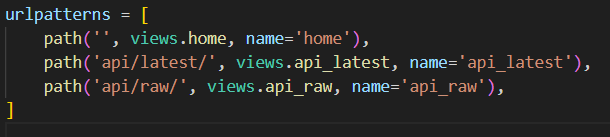 urlpatterns = [
    path('', views.home, name='home'),
    path('api/latest/', views.api_latest, name='api_latest'),
    path('api/raw/', views.api_raw, name='api_raw'),
]